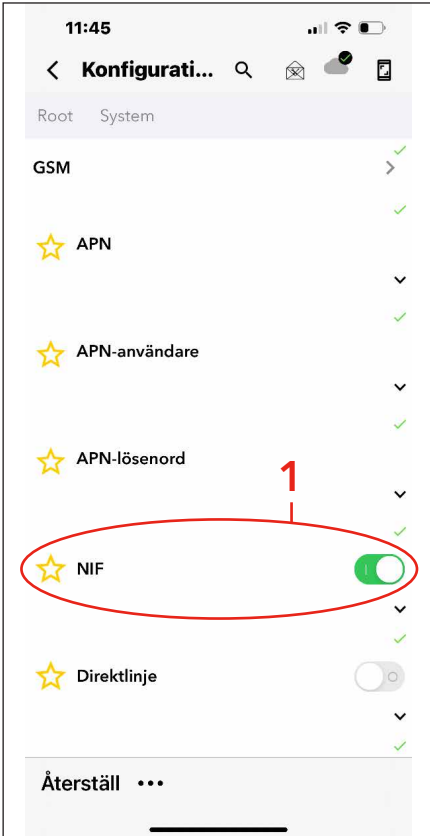 11:45
Konfigurati...
Root System
GSM
APN
APN-användare
APN-lösenord
1
NIF
Direktlinje
Återställ •••